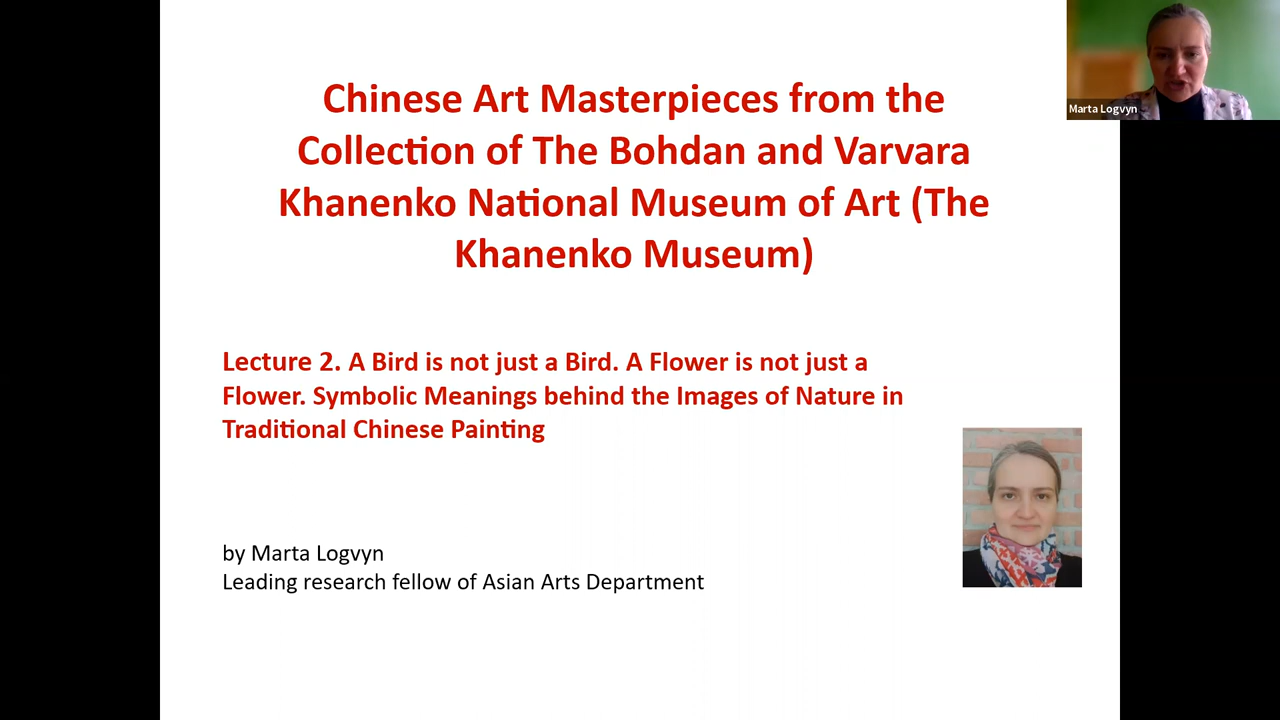 Marta Logvyn
Chinese Art Masterpieces from the
Collection of The Bohdan and Varvara
Khanenko National Museum of Art (The
Khanenko Museum)
Lecture 2. A Bird is not just a Bird. A Flower is not just a
Flower. Symbolic Meanings behind the Images of Nature in
Traditional Chinese Painting
by Marta Logvyn
Leading research fellow of Asian Arts Department